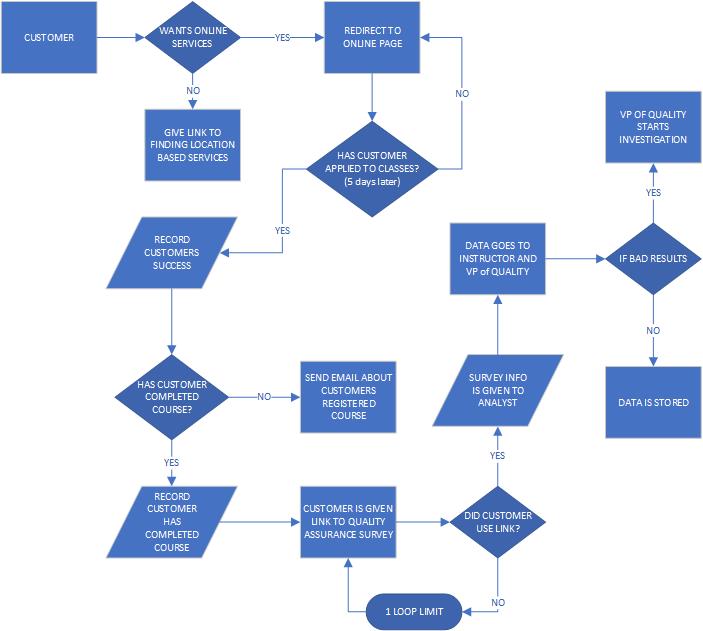 CUSTOMER
WANTS ONLINE
SERVICES
YES
REDIRECT TO
ONLINE PAGE
NO
GIVE LINK TO
FINDING LOCATION
BASED SERVICES
NO
HAS CUSTOMER
APPLIED TO CLASSES?
(5 days later)
YES
RECORD
CUSTOMERS
SUCCESS
HAS CUSTOMER
COMPLETED
COURSE?
NO
SEND EMAIL ABOUT
CUSTOMERS
REGISTERED
COURSE
YES
RECORD
CUSTOMER
HAS
COMPLETED
COURSE
CUSTOMER IS GIVEN
LINK TO QUALITY
ASSURANCE SURVEY
DID CUSTOMER
USE LINK?
NO
1 LOOP LIMIT
YES
SURVEY INFO
IS GIVEN TO
ANALYST
DATA GOES TO
INSTRUCTOR AND
VP of QUALITY
IF BAD RESULTS
YES
VP OF QUALITY
STARTS
INVESTIGATION
NO
DATA IS STORED